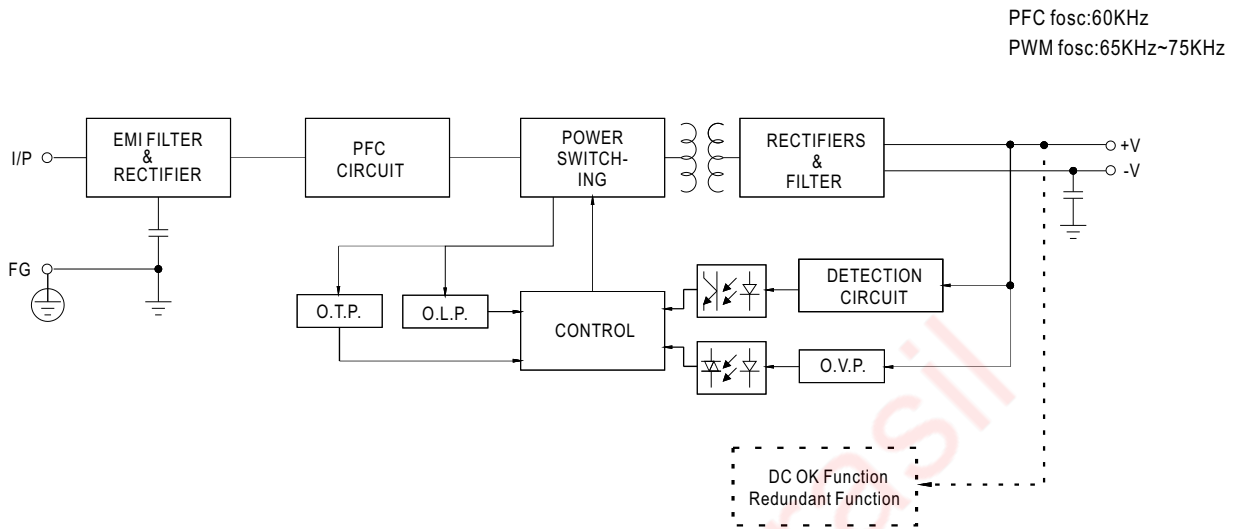 PFC fosc:60KHz
PWM fosc:65KHz~75KHz
I/P
EMI FILTER
&
RECTIFIER
PFC
CIRCUIT
POWER
SWITCH-
ING
RECTIFIERS
&
FILTER
+V
-V
FG
O.T.P.
O.L.P.
CONTROL
DETECTION
CIRCUIT
O.V.P.
DC OK Function
Redundant Function